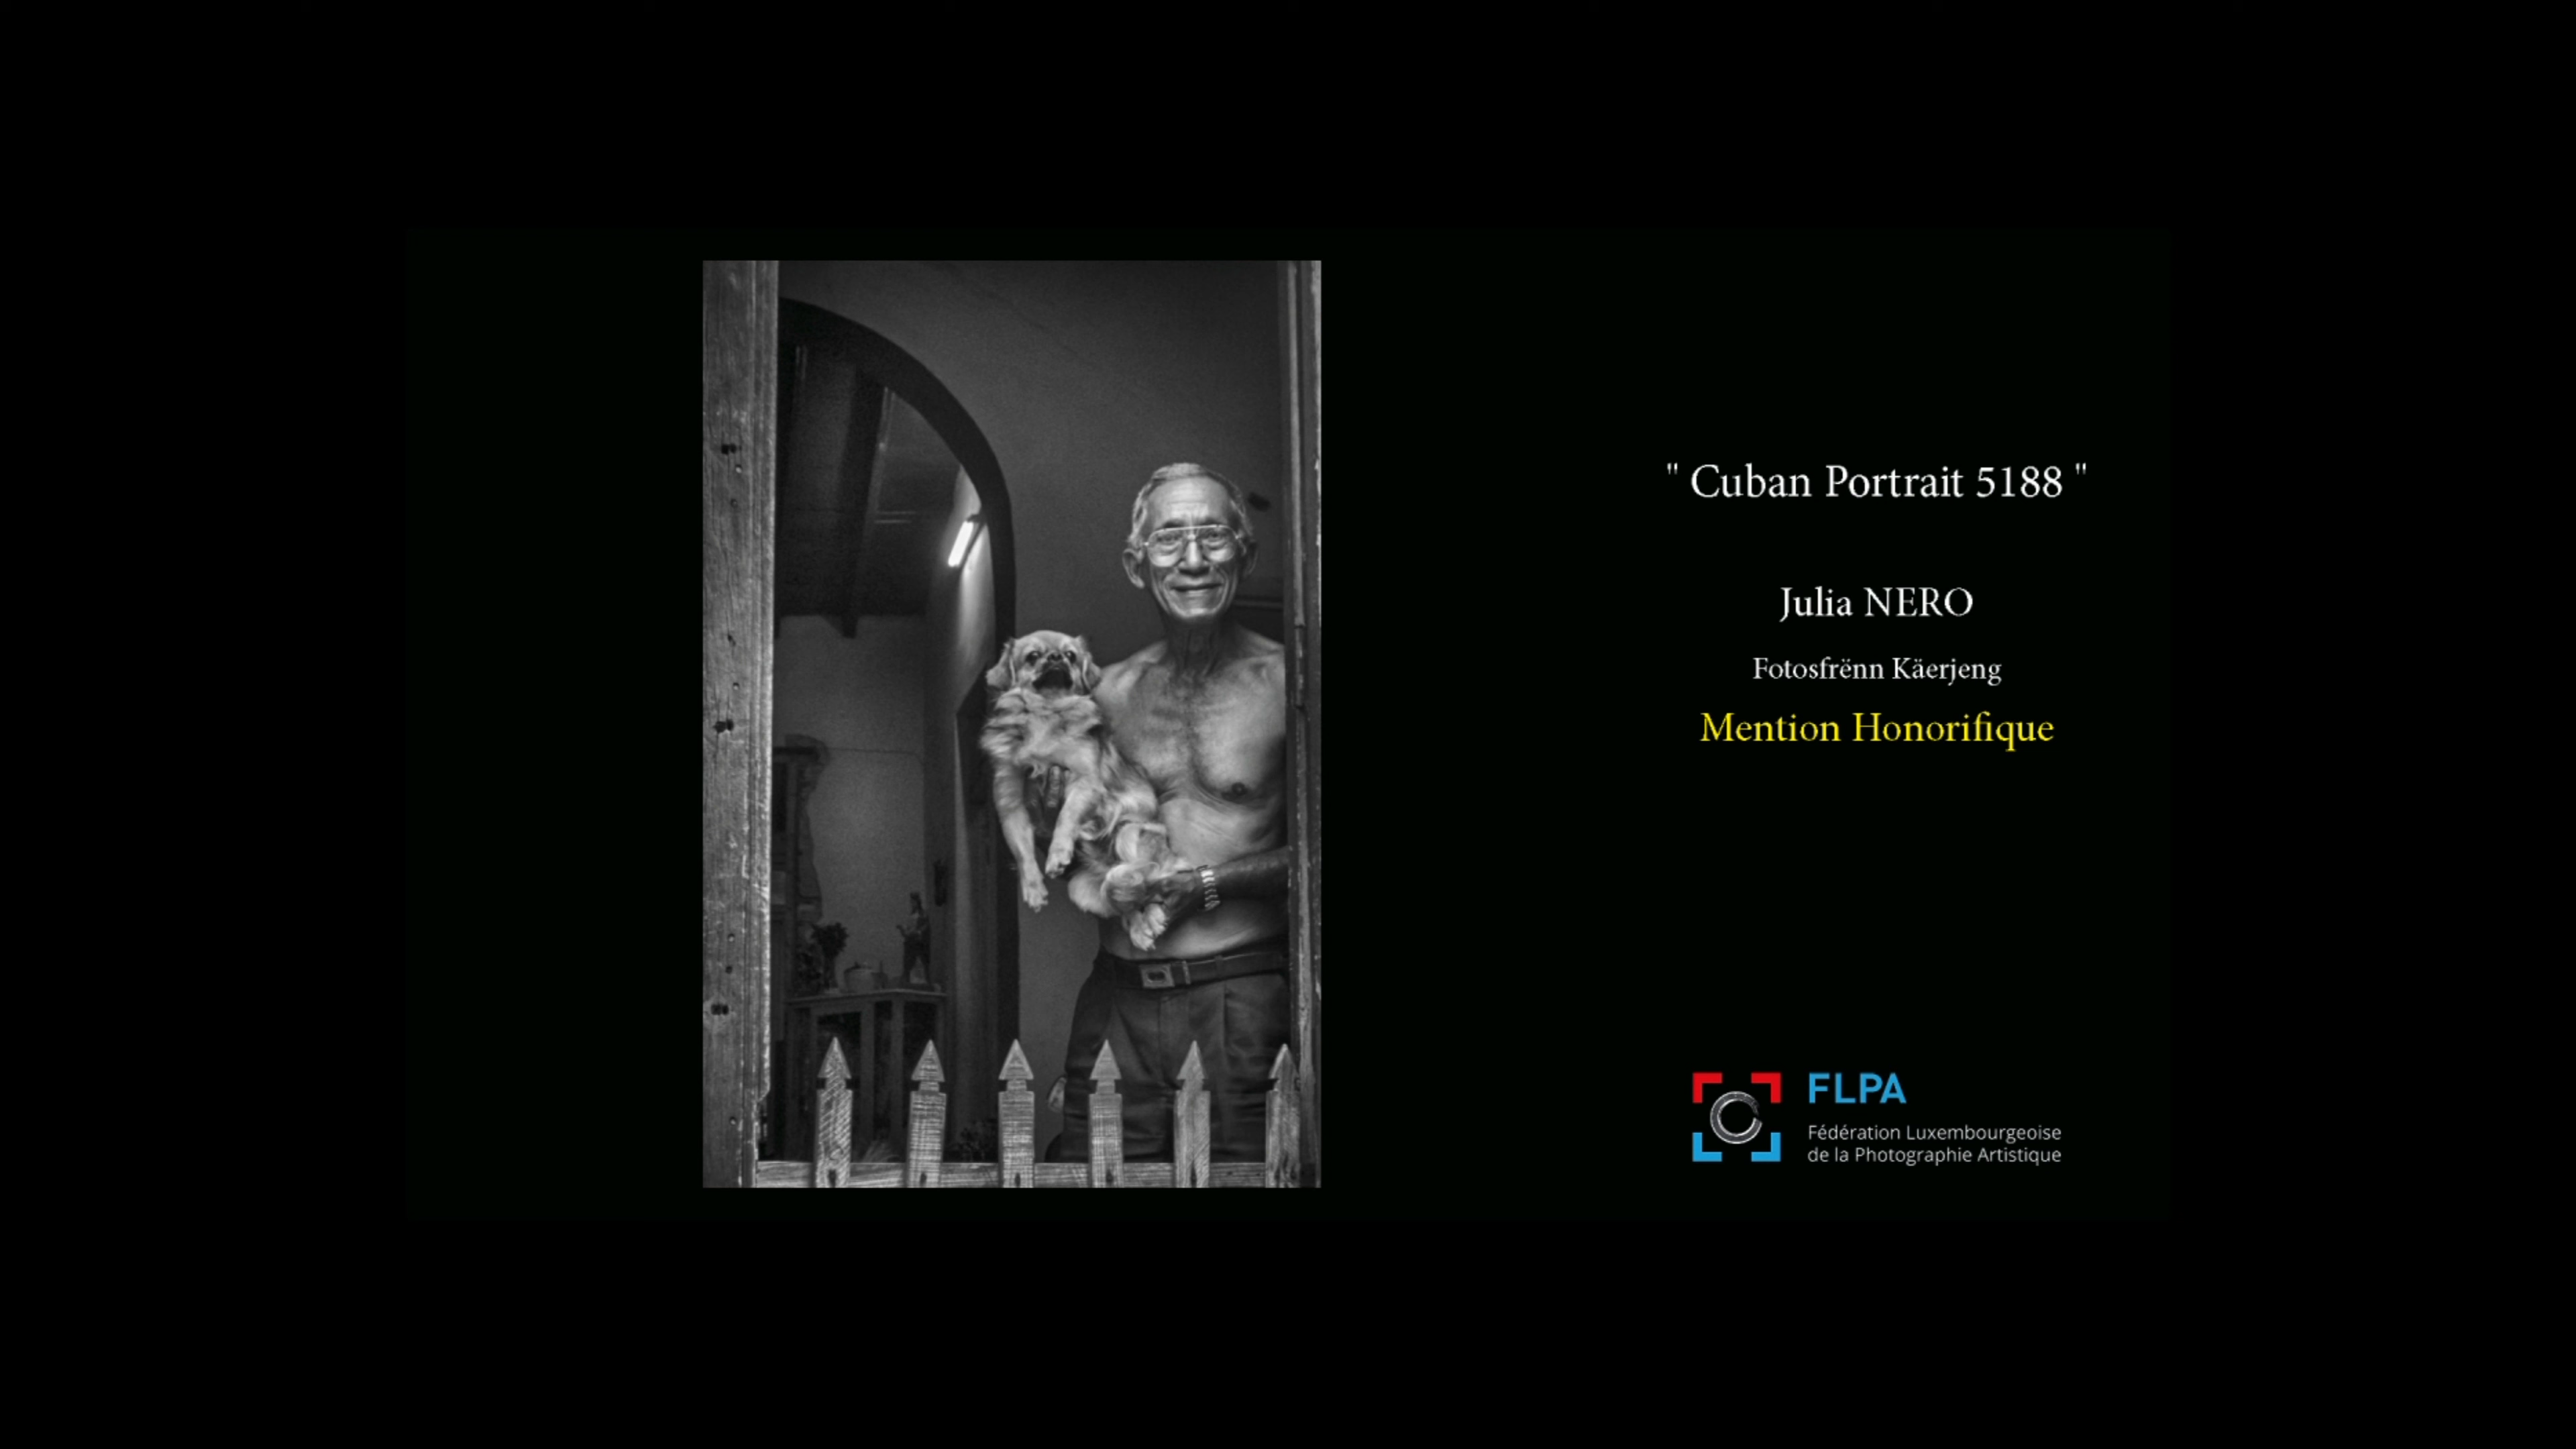 " Cuban Portrait 5188 "
Julia NERO
Fotosfrënn Käerjeng
Mention Honorifique
FLPA
Fédération Luxembourgeoise
de la Photographie Artistique